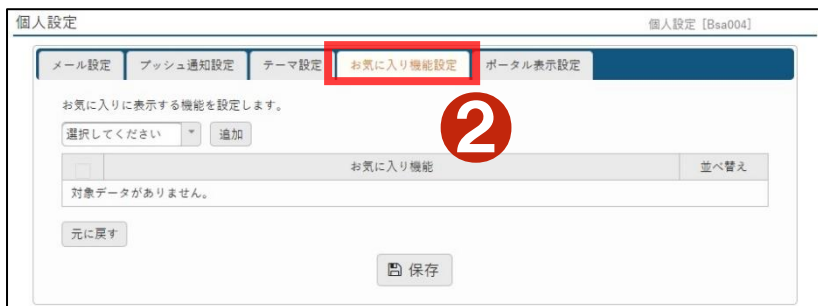 個人設定 個人設定 [Bsa004]
メール設定 プッシュ通知設定 テーマ設定 お気に入り機能設定 ポータル表示設定
お気に入りに表示する機能を設定します。
選択してください 追加
お気に入り機能 並べ替え
対象データがありません。
元に戻す
保存
2